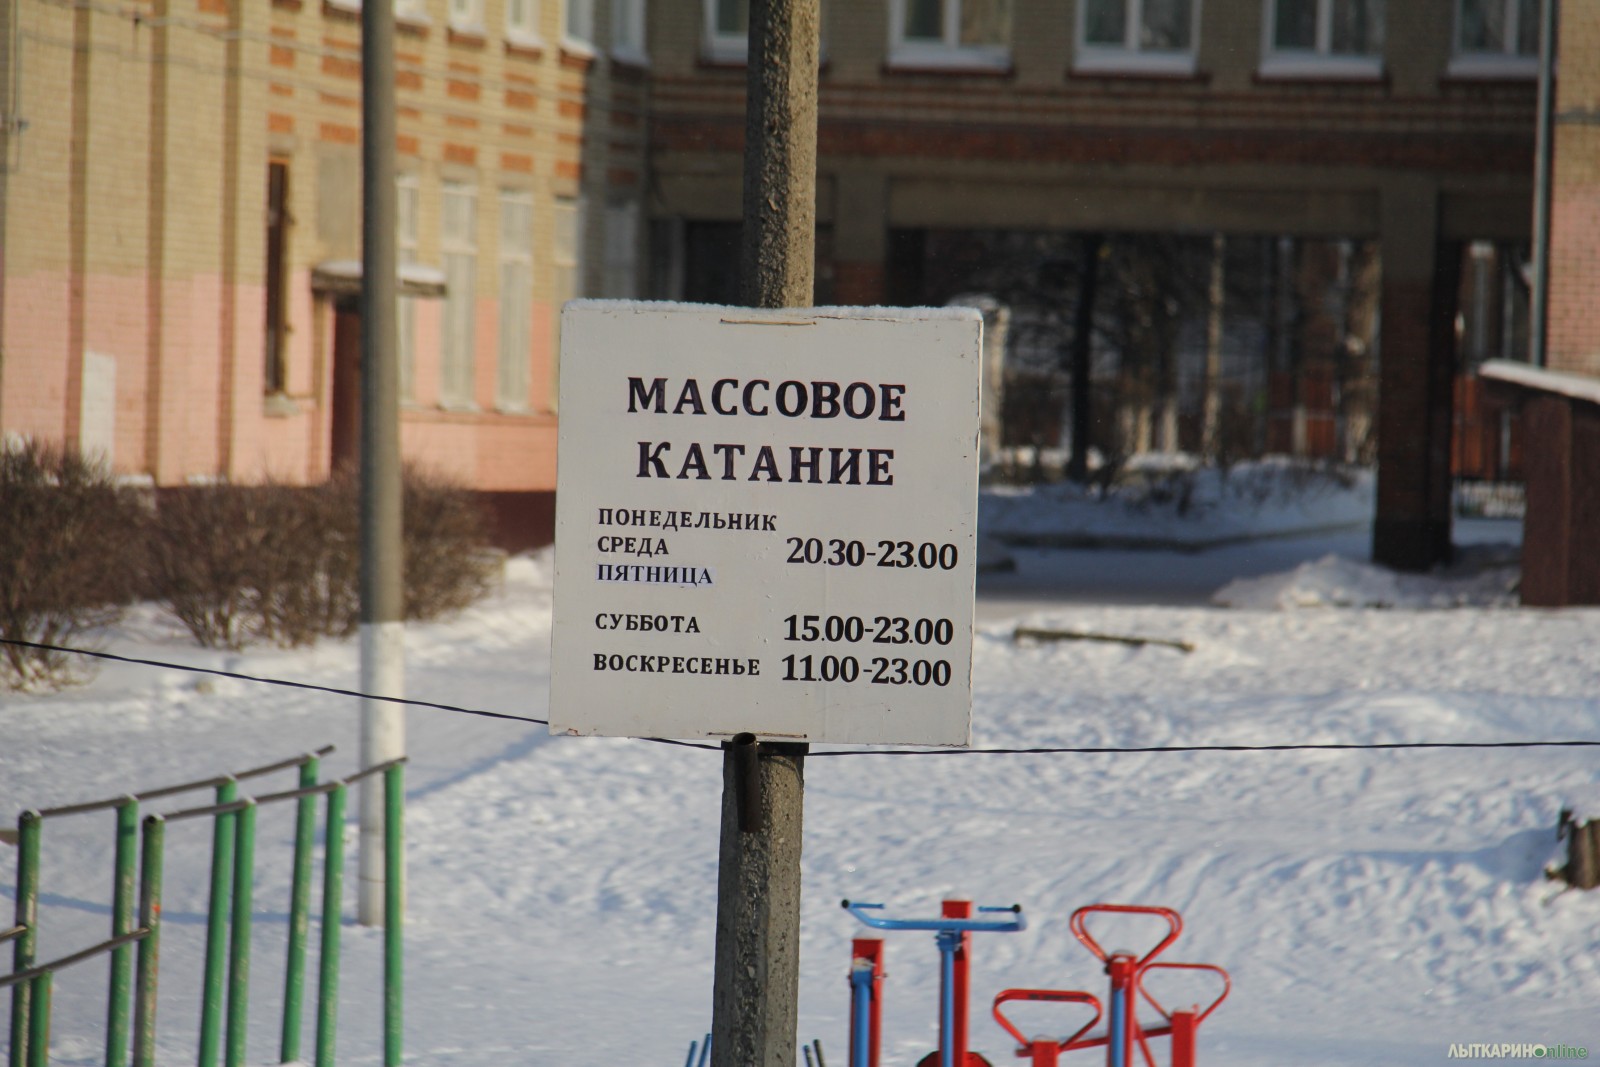 МАССОВОЕ
КАТАНИЕ
ПОНЕДЕЛЬНИК
СРЕДА 20.30-23.00
ПЯТНИЦА
СУББОТА 15.00-23.00
ВОСКРЕСЕНЬЕ 11.00-23.00
ЛЫТКАРИНОonline